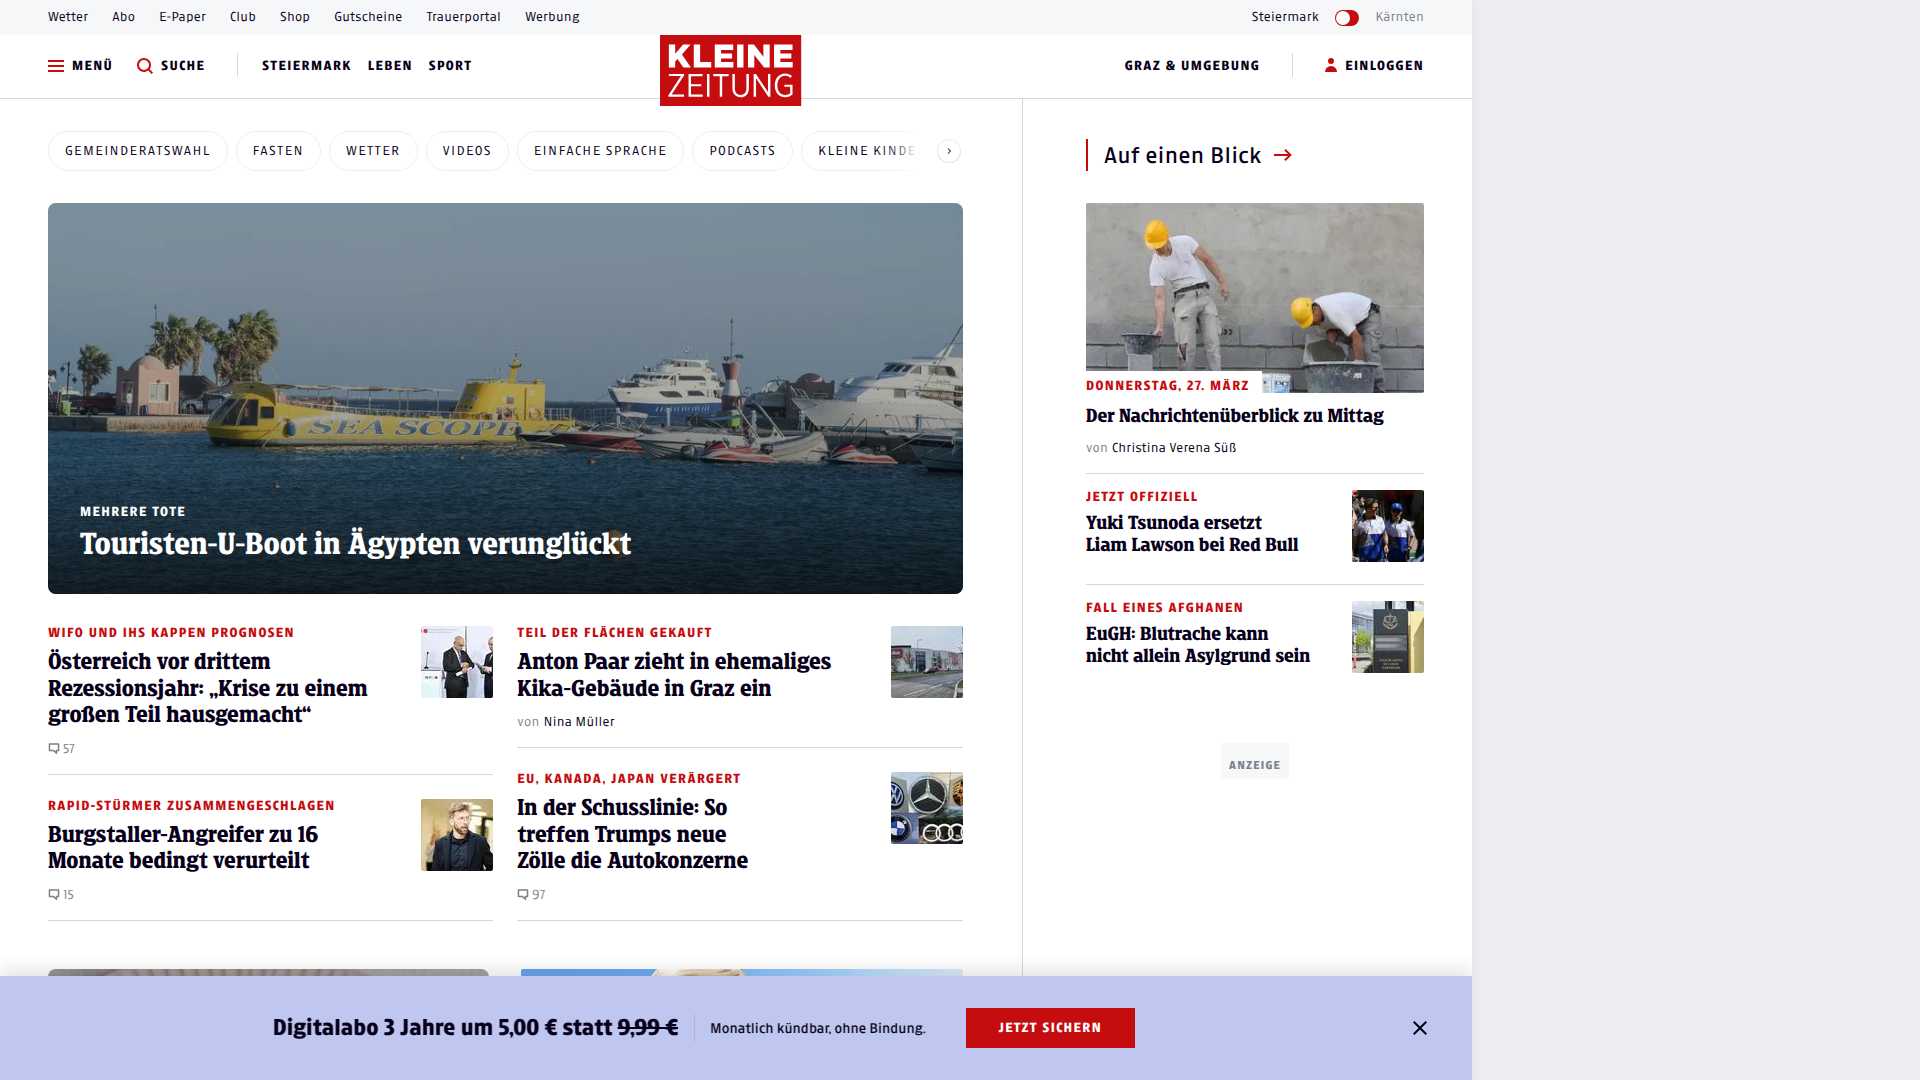 Wetter Abo E-Paper Club Shop Gutscheine Trauerportal Werbung Steiermark Kärnten
MENÜ SUCHE STEIERMARK LEBEN SPORT KLEINE ZEITUNG GRAZ & UMGEBUNG EINLOGGEN
GEMEINDERATSWAHL FASTEN WETTER VIDEOS EINFACHE SPRACHE PODCASTS KLEINE KINDE
SEA SCOPE
MEHRERE TOTE
Touristen-U-Boot in Ägypten verunglückt
WIFO UND IHS KAPPEN PROGNOSEN
Österreich vor drittem
Rezessionsjahr: „Krise zu einem
großen Teil hausgemacht“
57
RAPID-STÜRMER ZUSAMMENGESCHLAGEN
Burgstaller-Angreifer zu 16
Monate bedingt verurteilt
15
TEIL DER FLÄCHEN GEKAUFT
Anton Paar zieht in ehemaliges
Kika-Gebäude in Graz ein
von Nina Müller
EU, KANADA, JAPAN VERÄRGERT
In der Schusslinie: So
treffen Trumps neue
Zölle die Autokonzerne
97
Auf einen Blick
DONNERSTAG, 27. MÄRZ
Der Nachrichtenüberblick zu Mittag
von Christina Verena Süß
JETZT OFFIZIELL
Yuki Tsunoda ersetzt
Liam Lawson bei Red Bull
FALL EINES AFGHANEN
EuGH: Blutrache kann
nicht allein Asylgrund sein
ANZEIGE
Digitalabo 3 Jahre um 5,00 € statt 9,99 € Monatlich kündbar, ohne Bindung. JETZT SICHERN